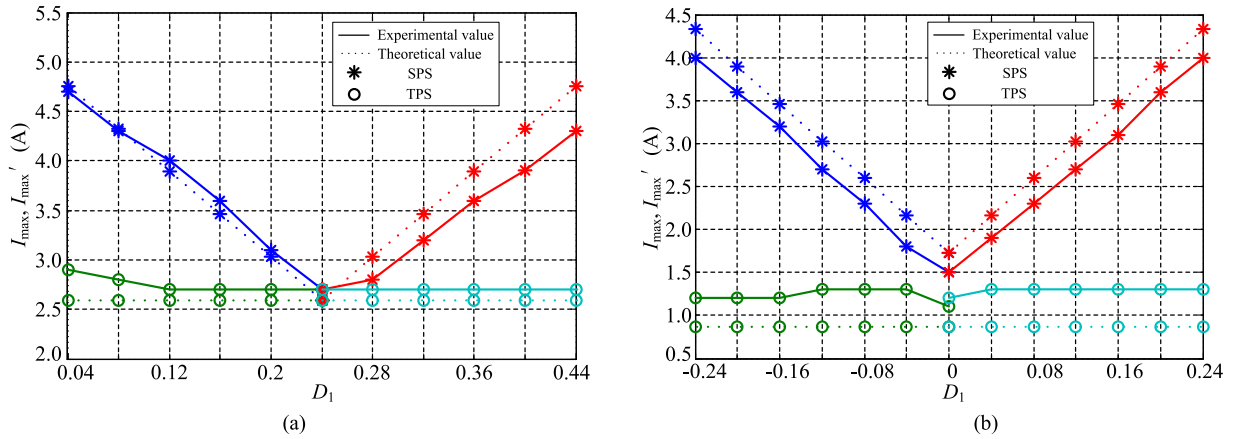 5.5
5.0
4.5
4.0
3.5
3.0
2.5
2.0
I_max, I_max′ (A)
Experimental value
Theoretical value
SPS
TPS
0.04 0.12 0.2 0.28 0.36 0.44
D_1
(a)
4.5
4.0
3.5
3.0
2.5
2.0
1.5
1.0
0.5
I_max, I_max′ (A)
Experimental value
Theoretical value
SPS
TPS
-0.24 -0.16 -0.08 0 0.08 0.16 0.24
D_1
(b)